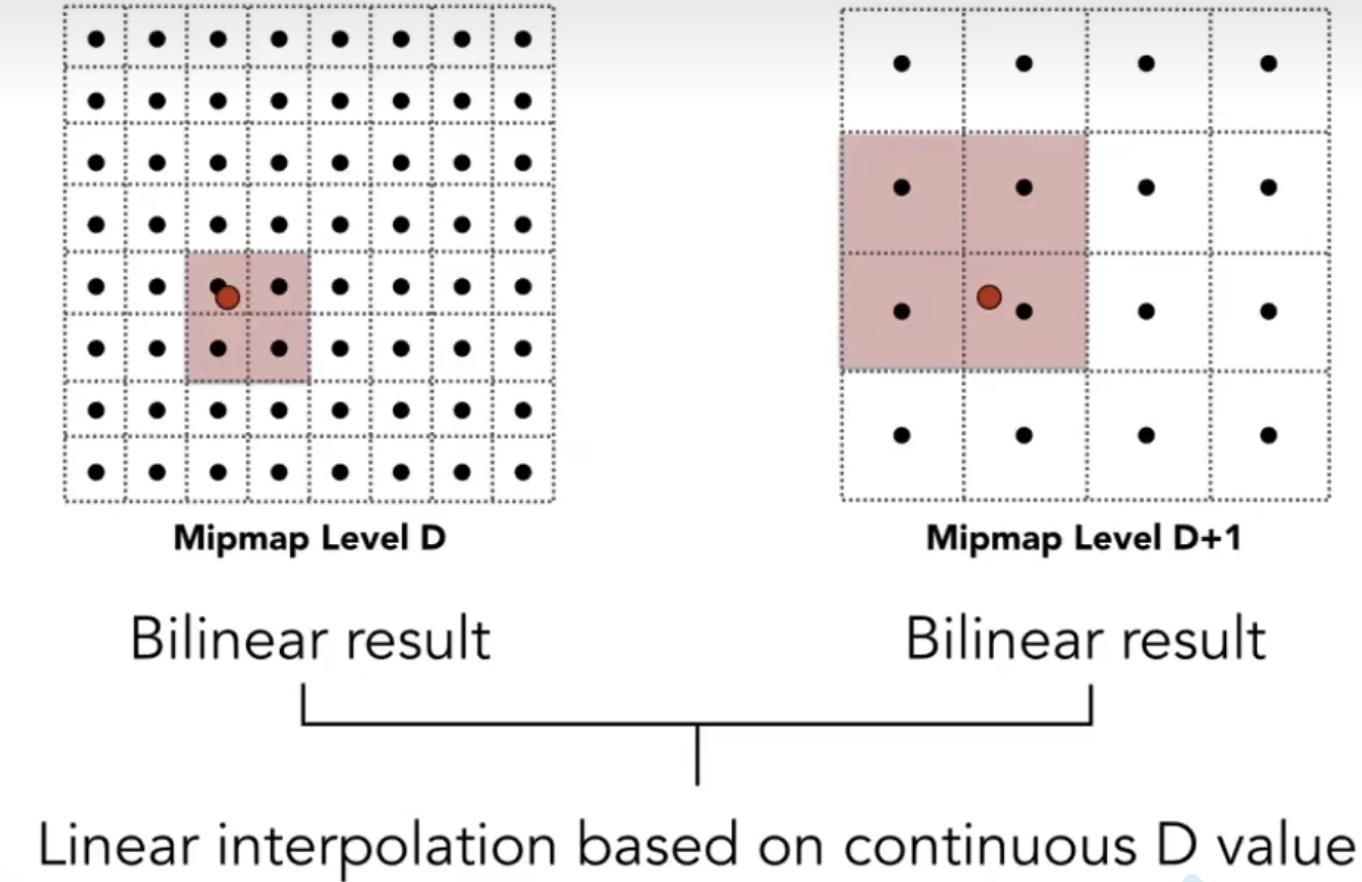 Mipmap Level D
Mipmap Level D+1
Bilinear result
Bilinear result
Linear interpolation based on continuous D value